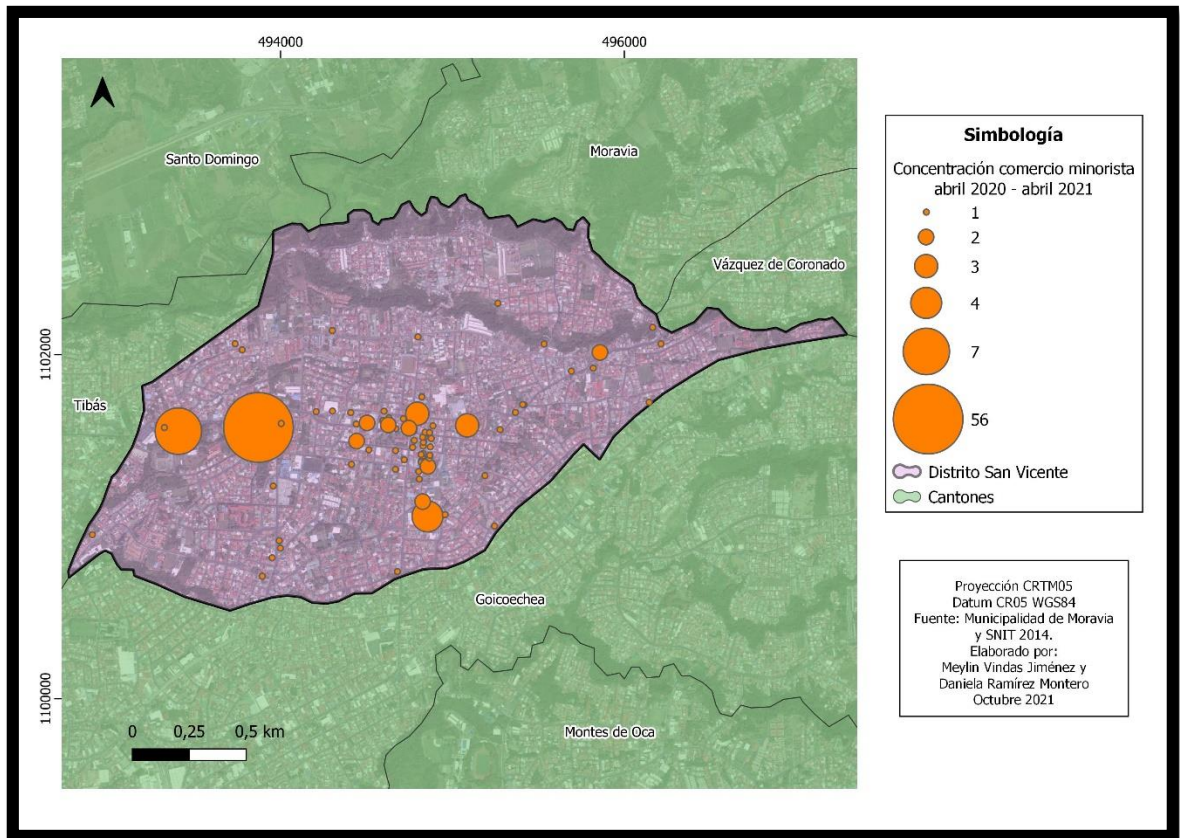 494000
496000
Santo Domingo
Moravia
Vázquez de Coronado
1102000
Tibás
Goicoechea
1100000
Montes de Oca
0 0,25 0,5 km
Simbología
Concentración comercio minorista
abril 2020 - abril 2021
1
2
3
4
7
56
Distrito San Vicente
Cantones
Proyección CRTM05
Datum CR05 WGS84
Fuente: Municipalidad de Moravia
y SNIT 2014.
Elaborado por:
Meylin Vindas Jiménez y
Daniela Ramírez Montero
Octubre 2021